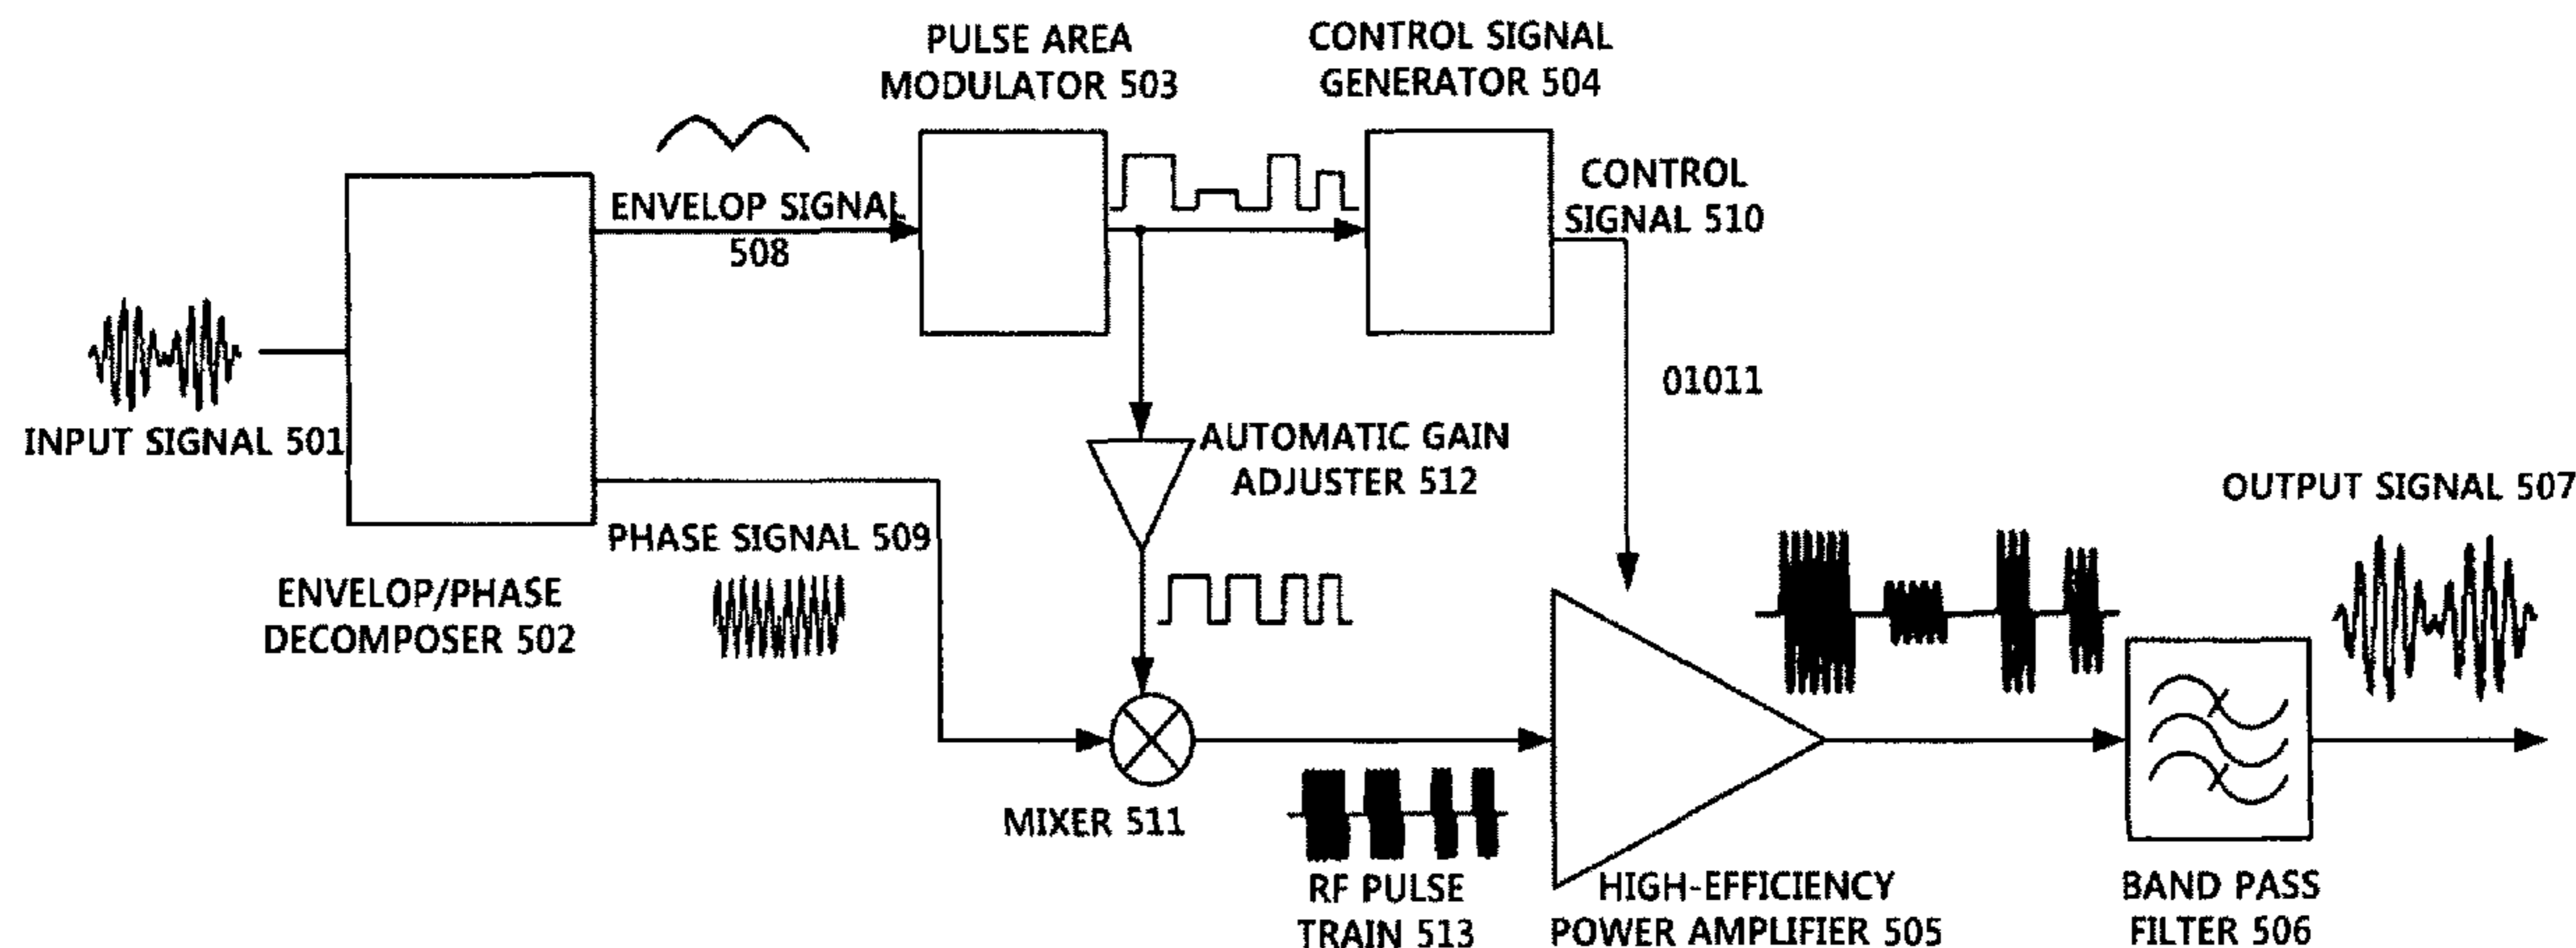 PULSE AREA
MODULATOR 503
CONTROL SIGNAL
GENERATOR 504
ENVELOP SIGNAL
508
CONTROL
SIGNAL 510
INPUT SIGNAL 501
01011
AUTOMATIC GAIN
ADJUSTER 512
OUTPUT SIGNAL 507
PHASE SIGNAL 509
ENVELOP/PHASE
DECOMPOSER 502
MIXER 511
RF PULSE
TRAIN 513
HIGH-EFFICIENCY
POWER AMPLIFIER 505
BAND PASS
FILTER 506